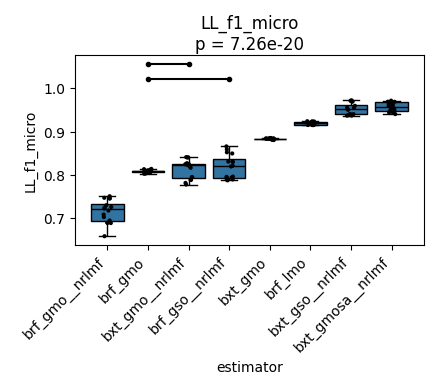 LL_f1_micro
p = 7.26e-20
1.0
0.9
0.8
0.7
LL_f1_micro
brf_gmo__nrlmf
brf_gmo
bxt_gmo__nrlmf
brf_gso__nrlmf
bxt_gmo
brf_lmo
bxt_gso__nrlmf
bxt_gmosa__nrlmf
estimator